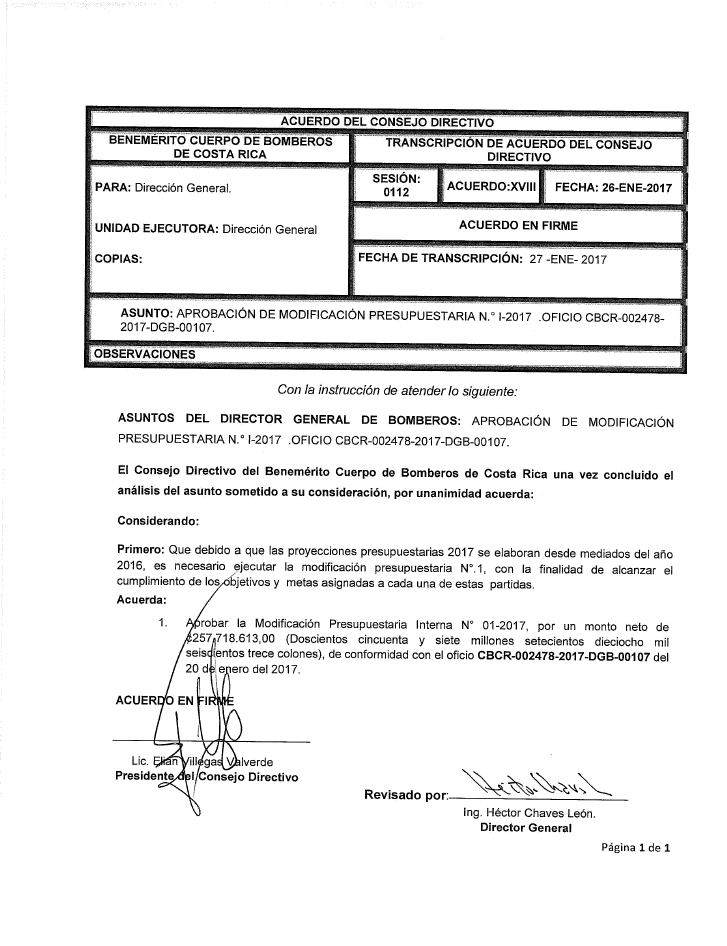 ACUERDO DEL CONSEJO DIRECTIVO
BENEMÉRITO CUERPO DE BOMBEROS
DE COSTA RICA
TRANSCRIPCIÓN DE ACUERDO DEL CONSEJO
DIRECTIVO
PARA: Dirección General.
SESIÓN:
0112
ACUERDO:XVIII
FECHA: 26-ENE-2017
UNIDAD EJECUTORA: Dirección General
ACUERDO EN FIRME
COPIAS:
FECHA DE TRANSCRIPCIÓN: 27 -ENE- 2017
ASUNTO: APROBACIÓN DE MODIFICACIÓN PRESUPUESTARIA N.° I-2017 .OFICIO CBCR-002478-
2017-DGB-00107.
OBSERVACIONES
Con la instrucción de atender lo siguiente:
ASUNTOS DEL DIRECTOR GENERAL DE BOMBEROS: APROBACIÓN DE MODIFICACIÓN
PRESUPUESTARIA N.° I-2017 .OFICIO CBCR-002478-2017-DGB-00107.
El Consejo Directivo del Benemérito Cuerpo de Bomberos de Costa Rica una vez concluido el
análisis del asunto sometido a su consideración, por unanimidad acuerda:
Considerando:
Primero: Que debido a que las proyecciones presupuestarias 2017 se elaboran desde mediados del año
2016, es necesario ejecutar la modificación presupuestaria N°.1, con la finalidad de alcanzar el
cumplimiento de los objetivos y metas asignadas a cada una de estas partidas.
Acuerda:
1. Aprobar la Modificación Presupuestaria Interna N° 01-2017, por un monto neto de
¢257,718.613,00 (Doscientos cincuenta y siete millones setecientos dieciocho mil
seiscientos trece colones), de conformidad con el oficio CBCR-002478-2017-DGB-00107 del
20 de enero del 2017.
ACUERDO EN FIRME
Lic. Elian Villegas Valverde
Presidente del Consejo Directivo
Revisado por: Héctor Chaves L
Ing. Héctor Chaves León.
Director General
Página 1 de 1